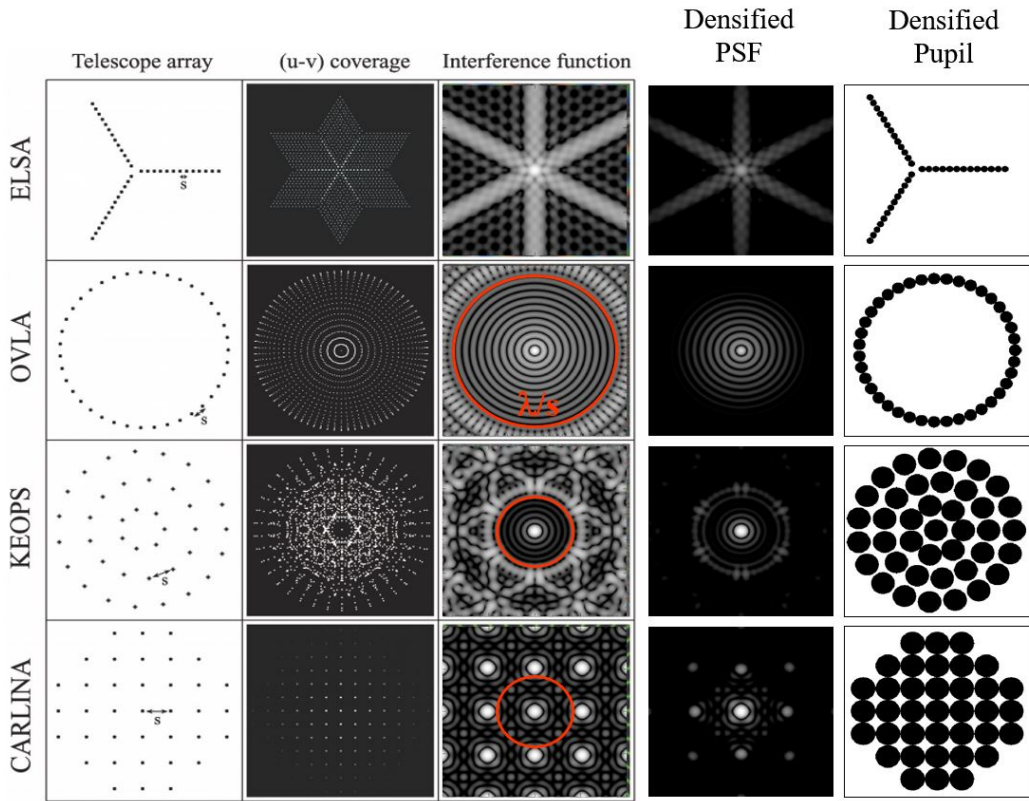 Densified
PSF
Densified
Pupil
Telescope array
(u-v) coverage
Interference function
ELSA
s
OVLA
s
λ/s
KEOPS
s
CARLINA
s